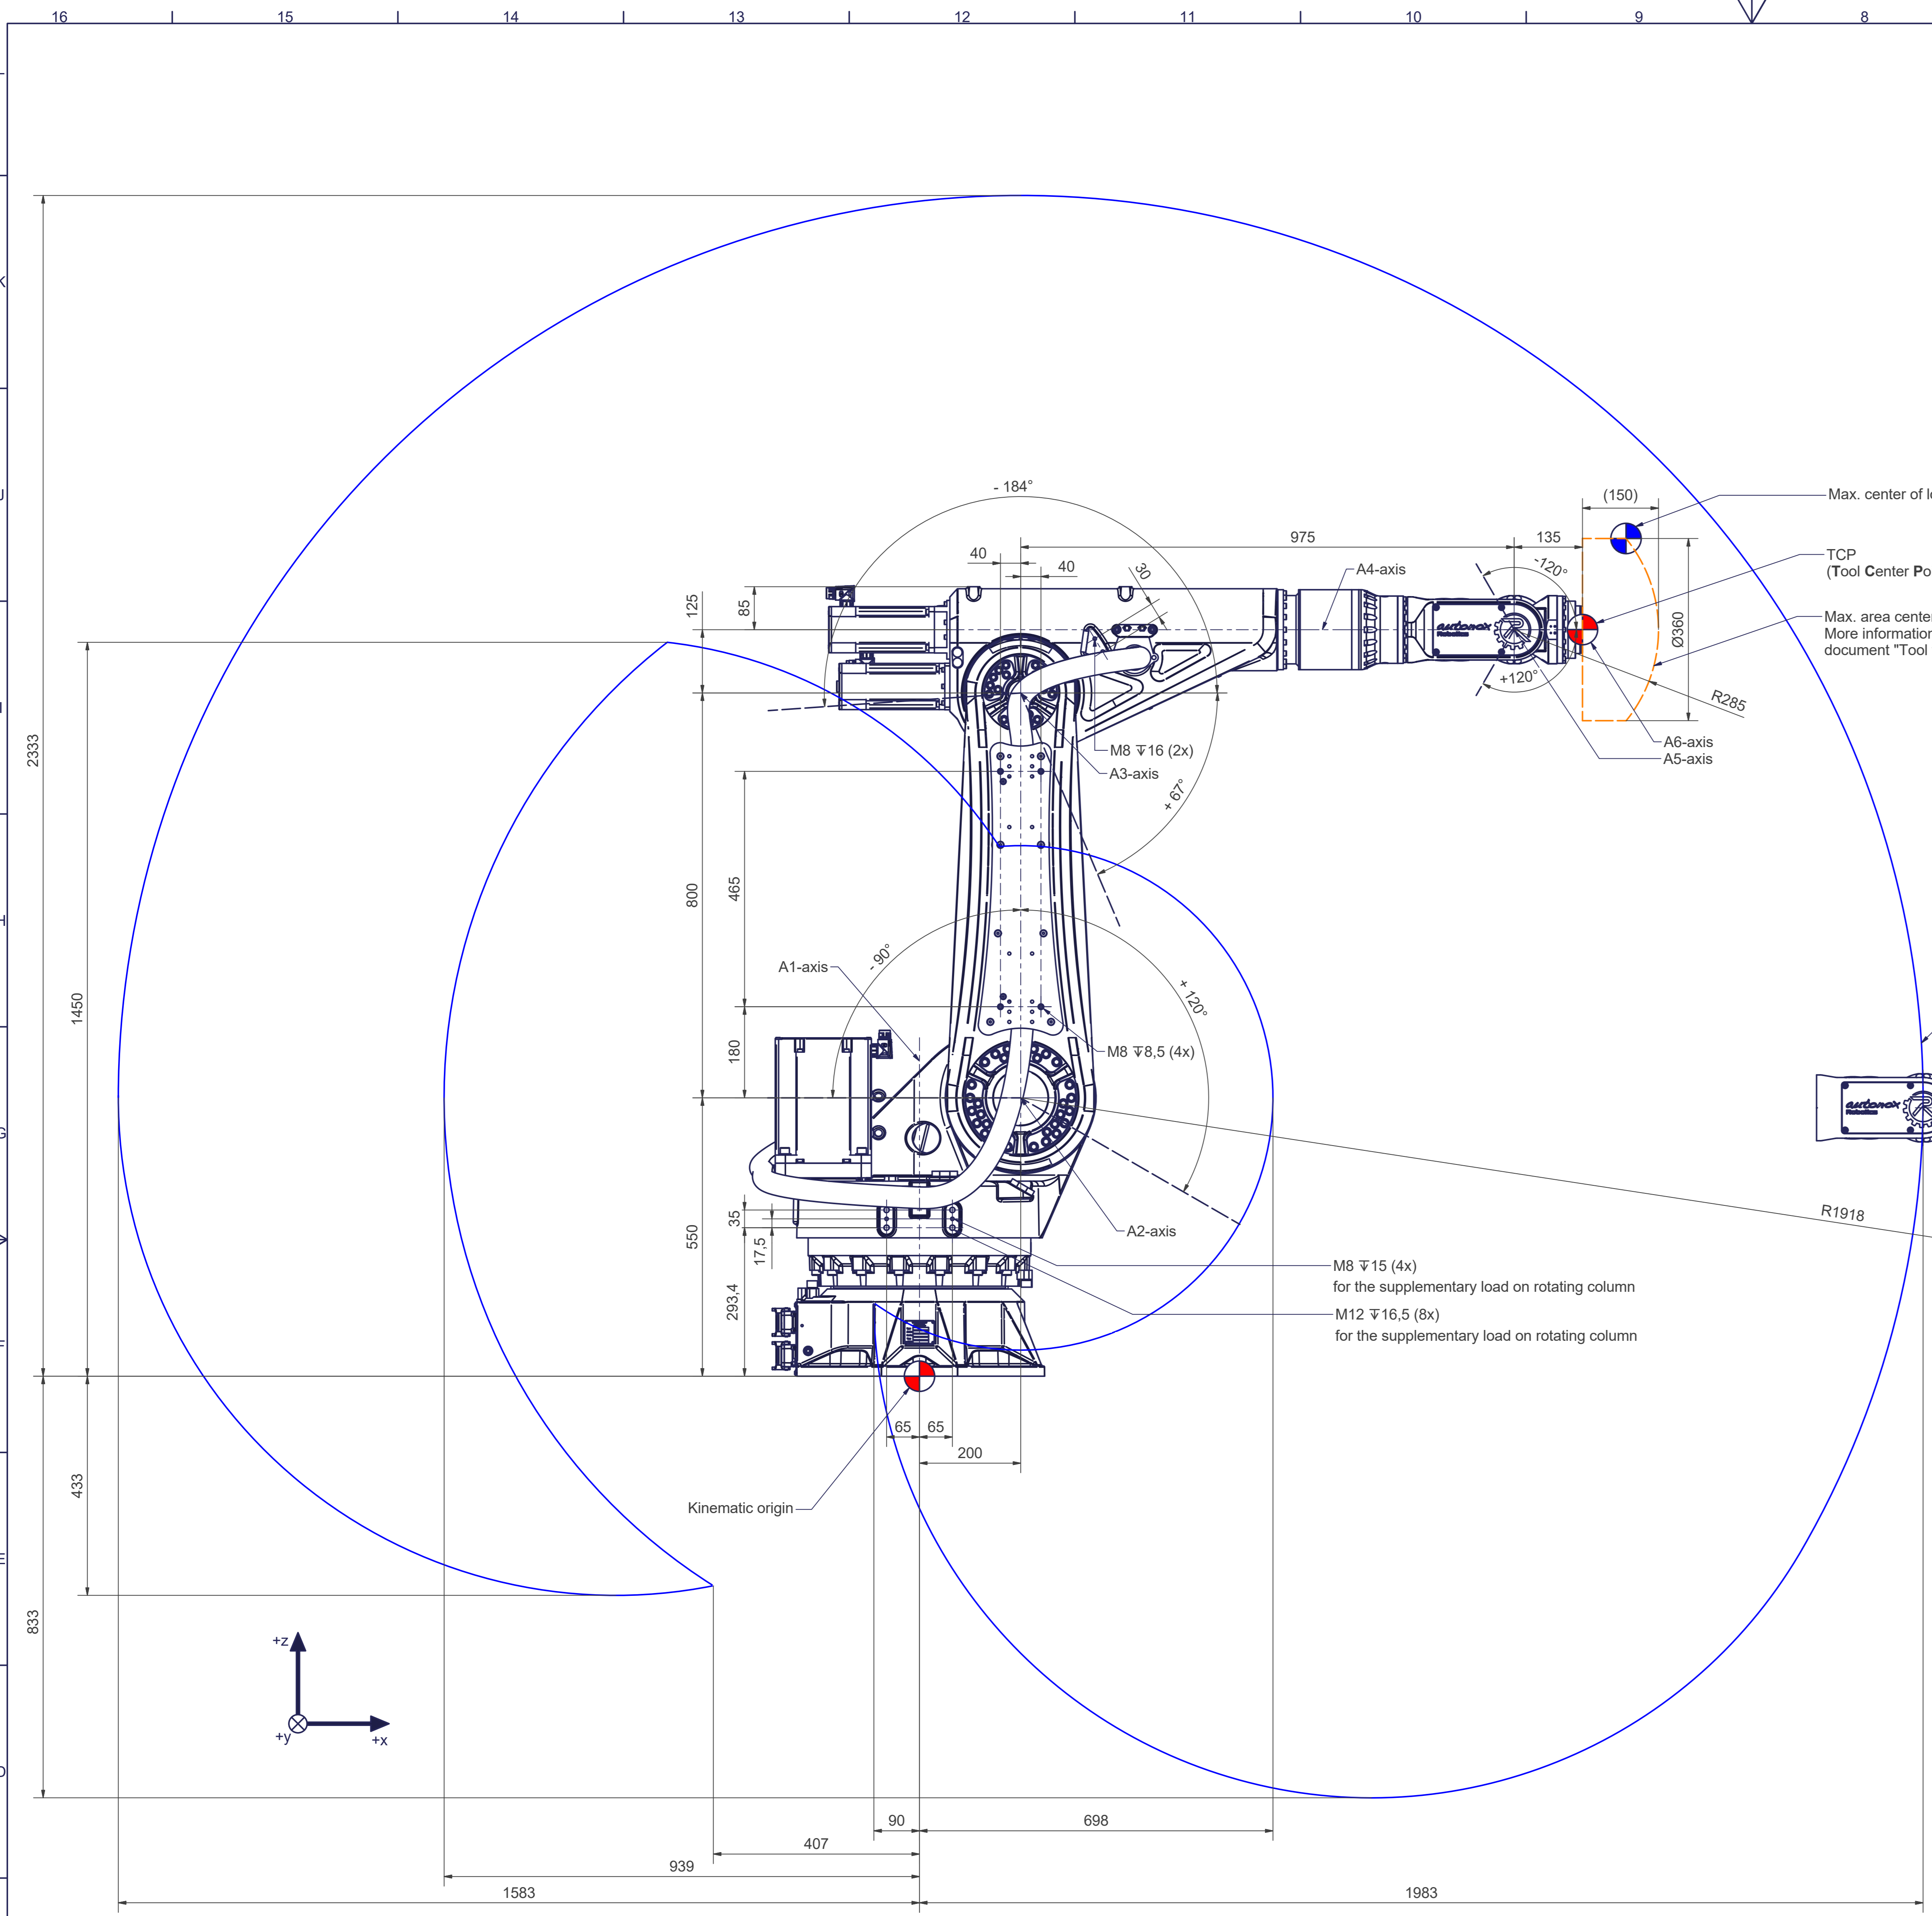 16 15 14 13 12 11 10 9 8
K
J
H
G
F
E
D
- 184°
(150)
Max. center of
975
135
40
40
30
A4-axis
-120°
TCP
(Tool Center
125
85
autonox
Ø360
Max. area
More information
document "Tool
+120°
R285
M8 ↧16 (2x)
A6-axis
A3-axis
A5-axis
2333
+ 67°
800
465
- 90°
A1-axis
+ 120°
1450
180
M8 ↧8,5 (4x)
autonox
R1918
35
550
17,5
A2-axis
M8 ↧15 (4x)
for the supplementary load on rotating column
293,4
M12 ↧16,5 (8x)
for the supplementary load on rotating column
65
65
200
433
Kinematic origin
833
+z
+y
+x
90
698
407
939
1583
1983